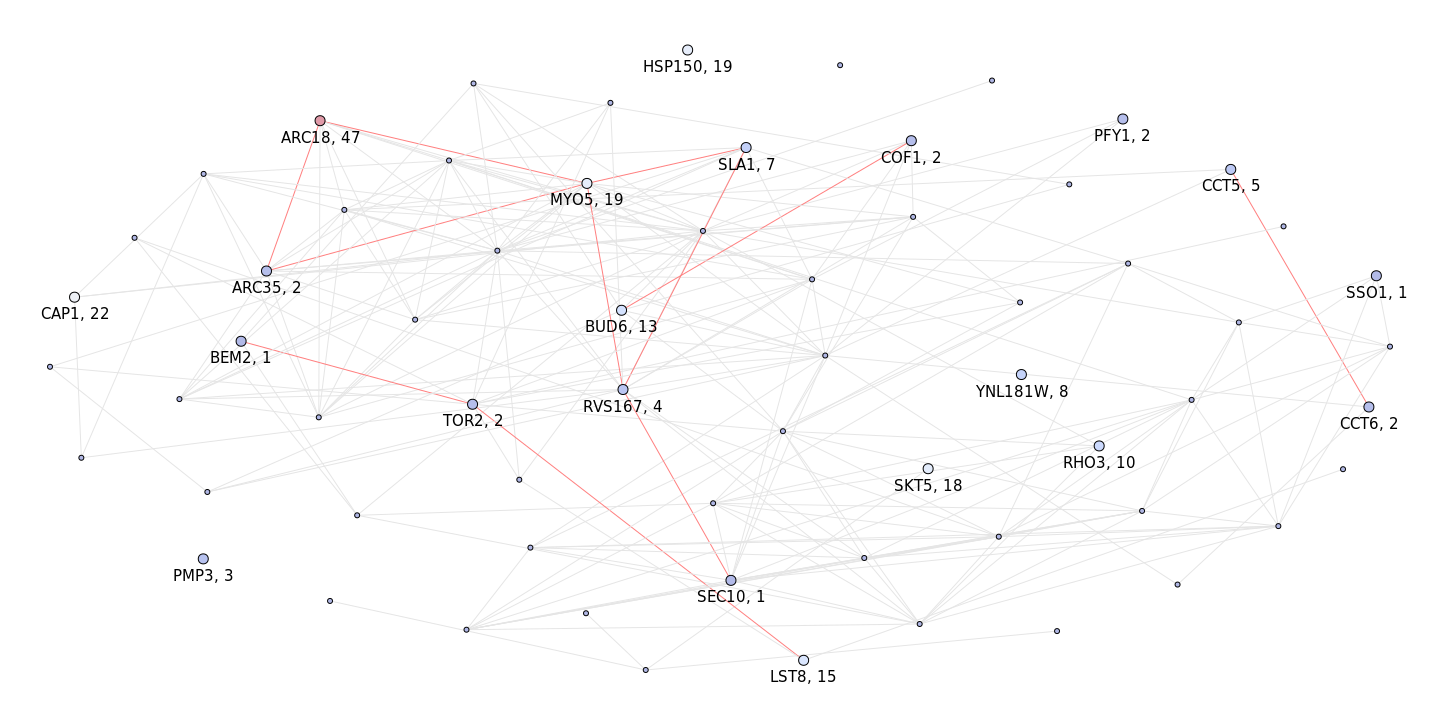 HSP150, 19
ARC18, 47
PFY1, 2
COF1, 2
SLA1, 7
CCT5, 5
MYO5, 19
ARC35, 2
SSO1, 1
CAP1, 22
BUD6, 13
BEM2, 1
YNL181W, 8
RVS167, 4
TOR2, 2
CCT6, 2
RHO3, 10
SKT5, 18
PMP3, 3
SEC10, 1
LST8, 15